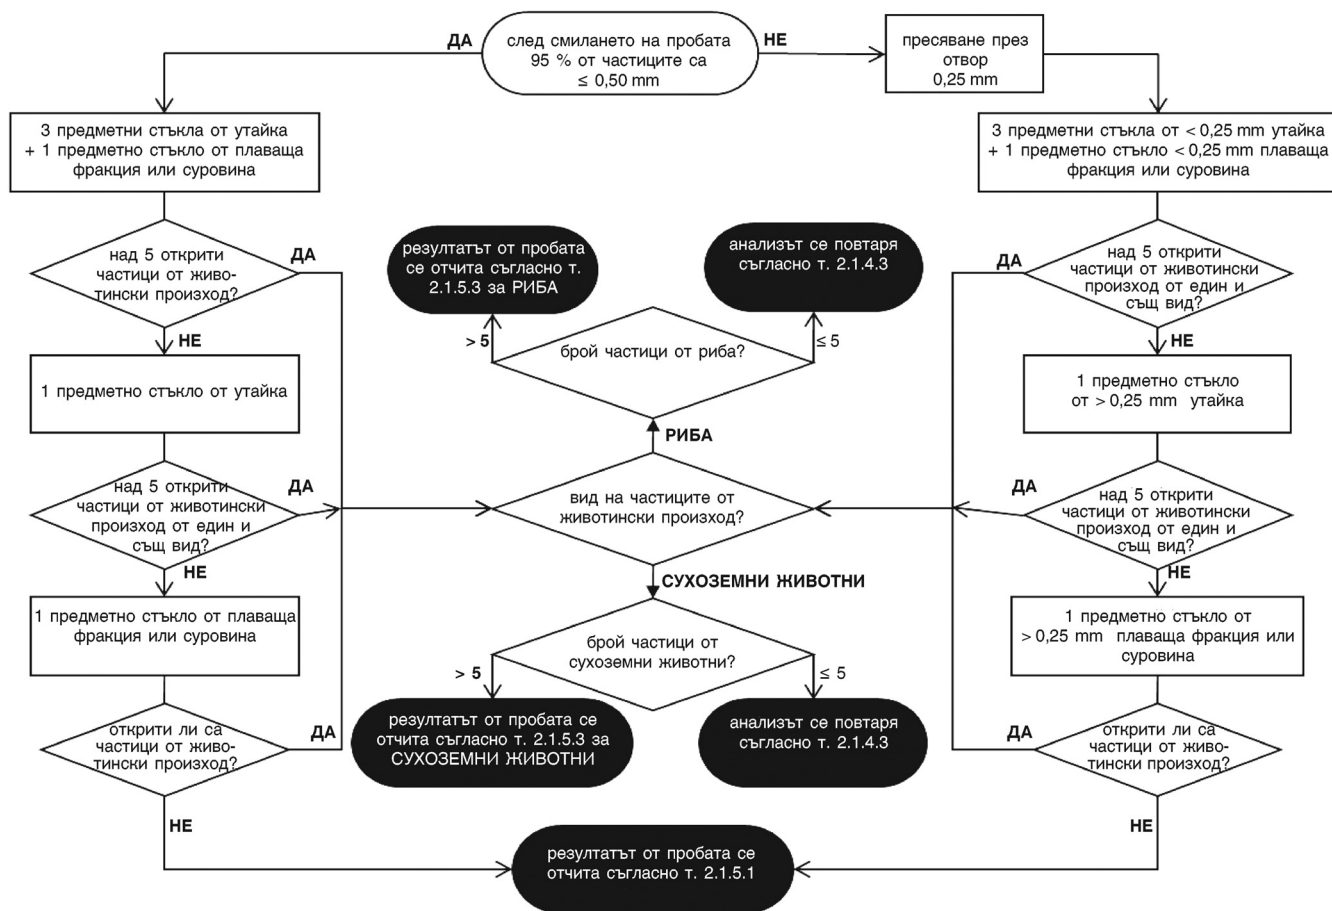 ДА
след смилането на пробата
95 % от частиците са
≤ 0,50 mm
НЕ
пресяване през
отвор
0,25 mm
3 предметни стъкла от утайка
+ 1 предметно стъкло от плаваща
фракция или суровина
3 предметни стъкла от < 0,25 mm утайка
+ 1 предметно стъкло < 0,25 mm плаваща
фракция или суровина
над 5 открити
частици от живо-
тински произход?
ДА
НЕ
1 предметно стъкло от утайка
над 5 открити
частици от животински
произход от един и
същ вид?
ДА
НЕ
1 предметно стъкло от плаваща
фракция или суровина
открити ли са
частици от живо-
тински произход?
ДА
НЕ
резултатът от пробата
се отчита съгласно т.
2.1.5.3 за РИБА
анализът се повтаря
съгласно т. 2.1.4.3
> 5
брой частици от риба?
≤ 5
РИБА
вид на частиците от
животински произход?
СУХОЗЕМНИ ЖИВОТНИ
брой частици от
сухоземни животни?
> 5
≤ 5
резултатът от пробата се
отчита съгласно т. 2.1.5.3 за
СУХОЗЕМНИ ЖИВОТНИ
анализът се повтаря
съгласно т. 2.1.4.3
над 5 открити
частици от животински
произход от един и
същ вид?
ДА
НЕ
1 предметно стъкло
от > 0,25 mm утайка
над 5 открити
частици от животински
произход от един и
същ вид?
ДА
НЕ
1 предметно стъкло от
> 0,25 mm плаваща фракция или
суровина
открити ли са
частици от живо-
тински произход?
ДА
НЕ
резултатът от пробата се
отчита съгласно т. 2.1.5.1